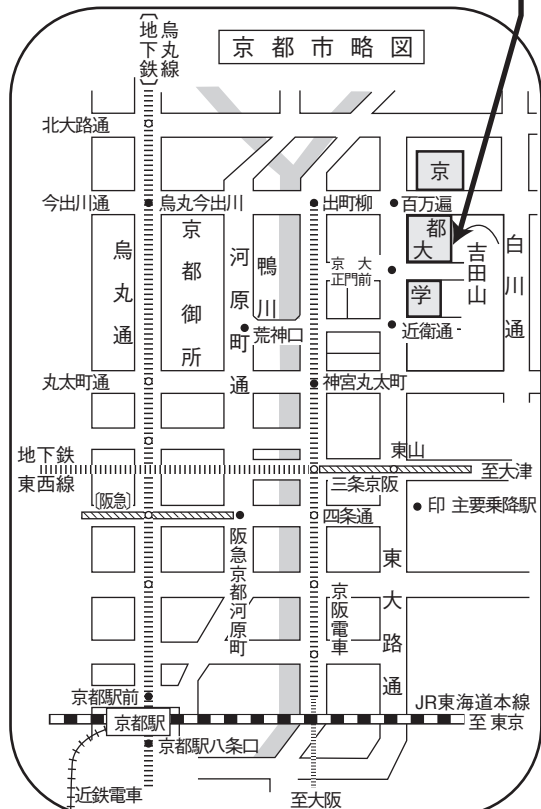 烏丸線
地下鉄
京都市略図
北大路通
今出川通
烏丸今出川
出町柳
百万遍
京
都
大
学
烏丸通
京都御所
河原町通
鴨川
京大
正門前
吉田山
白川通
荒神口
近衛通
丸太町通
神宮丸太町
地下鉄
東西線
東山
至大津
三条京阪
〔阪急〕
四条通
●印 主要乗降駅
阪急京都河原町
京阪電車
東大路通
京都駅前
JR東海道本線
至東京
京都駅
京都駅八条口
近鉄電車
至大阪